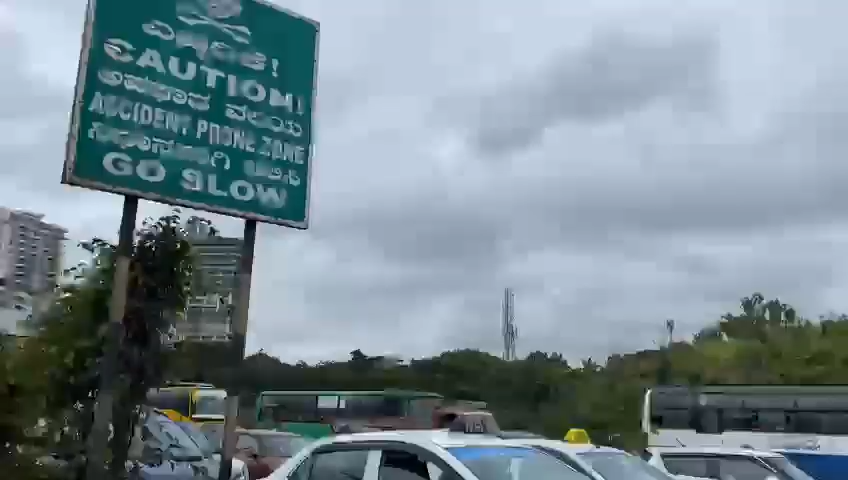 ಎಚ್ಚರಿಕೆ!
CAUTION!
ಅಪಘಾತ ವಲಯ
ACCIDENT PRONE ZONE
ನಿಧಾನವಾಗಿ ಚಲಿಸಿ
GO SLOW